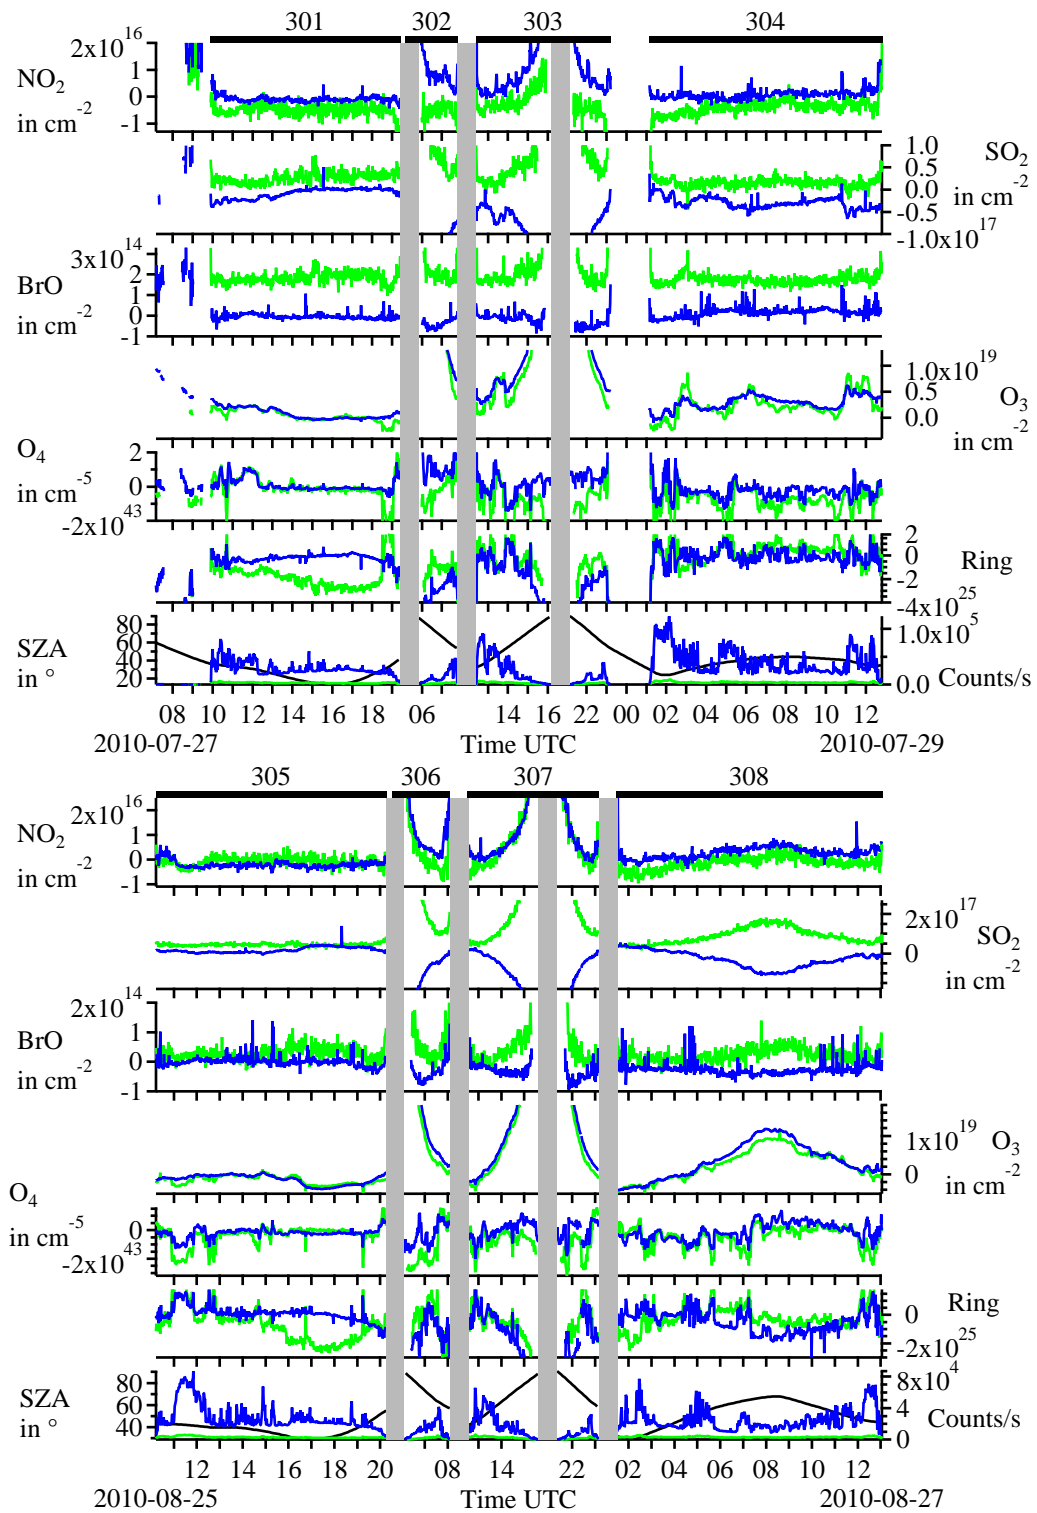 301 302 303 304
NO2
in cm-2
2x10^16
1
0
-1
1.0
0.5
0.0
-0.5
-1.0x10^17
SO2
in cm-2
BrO
in cm-2
3x10^14
2
1
0
-1
1.0x10^19
0.5
0.0
O3
in cm-2
O4
in cm-5
2
0
-2x10^43
2
0
-2
-4x10^25
Ring
SZA
in °
80
60
40
20
1.0x10^5
0.0
Counts/s
08 10 12 14 16 18 06 14 16 22 00 02 04 06 08 10 12
2010-07-27 Time UTC 2010-07-29
305 306 307 308
NO2
in cm-2
2x10^16
1
0
-1
2x10^17
0
SO2
in cm-2
BrO
in cm-2
2x10^14
1
0
-1
1x10^19
0
O3
in cm-2
O4
in cm-5
0
-2x10^43
0
-2x10^25
Ring
SZA
in °
80
60
40
8x10^4
4
0
Counts/s
12 14 16 18 20 08 14 22 02 04 06 08 10 12
2010-08-25 Time UTC 2010-08-27